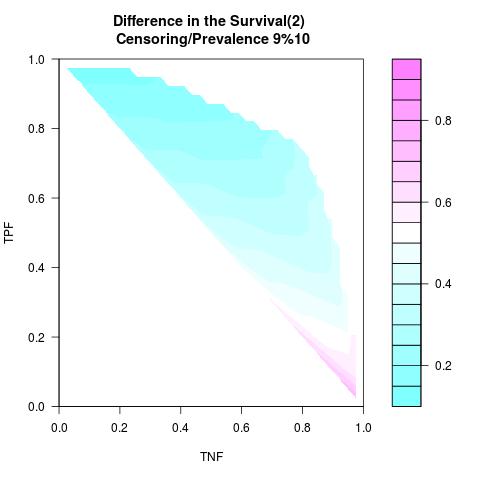 Difference in the Survival(2)
Censoring/Prevalence 9%10
1.0
0.8
0.6
0.4
0.2
0.0
TPF
0.0 0.2 0.4 0.6 0.8 1.0
TNF
0.8
0.6
0.4
0.2